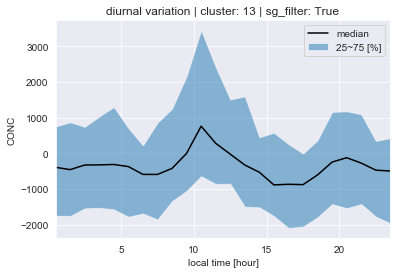 diurnal variation | cluster: 13 | sg_filter: True
median
25~75 [%]
3000
2000
1000
0
−1000
−2000
CONC
5
10
15
20
local time [hour]